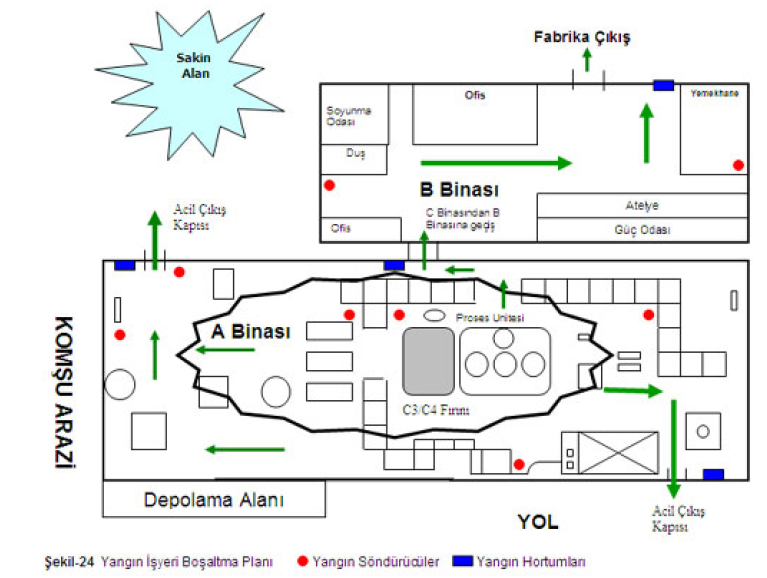 Fabrika Çıkış
Sakin
Alan
Ofis
Yemekhane
Soyunma
Odası
Duş
B Binası
Acil Çıkış
Kapısı
C Binasından B
Binasına geçiş
Ofis
Atelye
Güç Odası
KOMŞU ARAZİ
A Binası
Proses Unitesi
C3/C4 Fırını
Depolama Alanı
YOL
Acil Çıkış
Kapısı
Şekil-24 Yangın İşyeri Boşaltma Planı Yangın Söndürücüler Yangın Hortumları